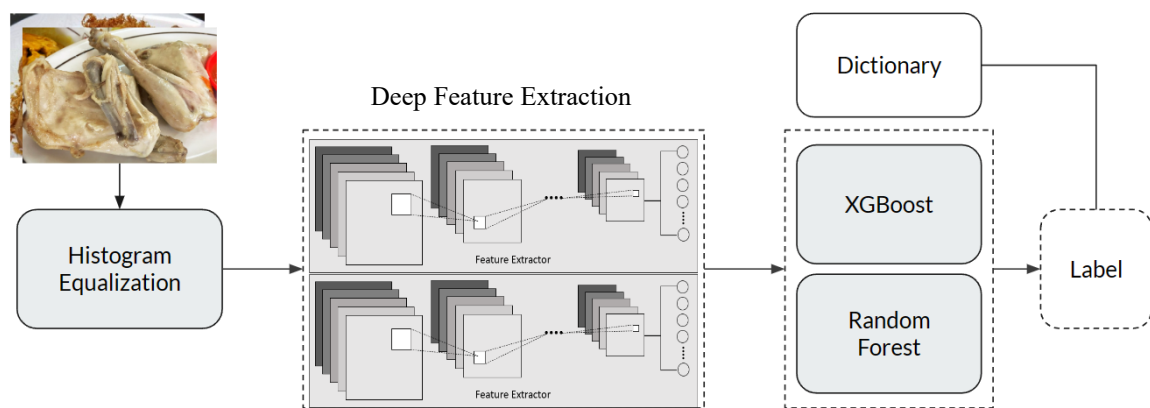 Deep Feature Extraction
Dictionary
Histogram
Equalization
Feature Extractor
Feature Extractor
XGBoost
Random
Forest
Label